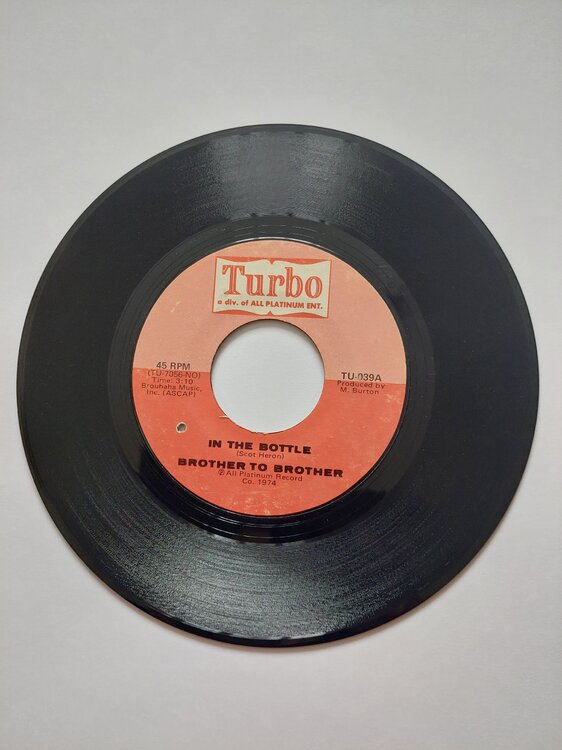 Turbo
a div. of ALL PLATINUM ENT.
45 RPM
(TU-7056-NO)
Time: 3:10
Brouhaha Music,
Inc. (ASCAP)
TU-039A
Produced by
M. Burton
IN THE BOTTLE
(Scot Heron)
BROTHER TO BROTHER
℗ All Platinum Record
Co. 1974